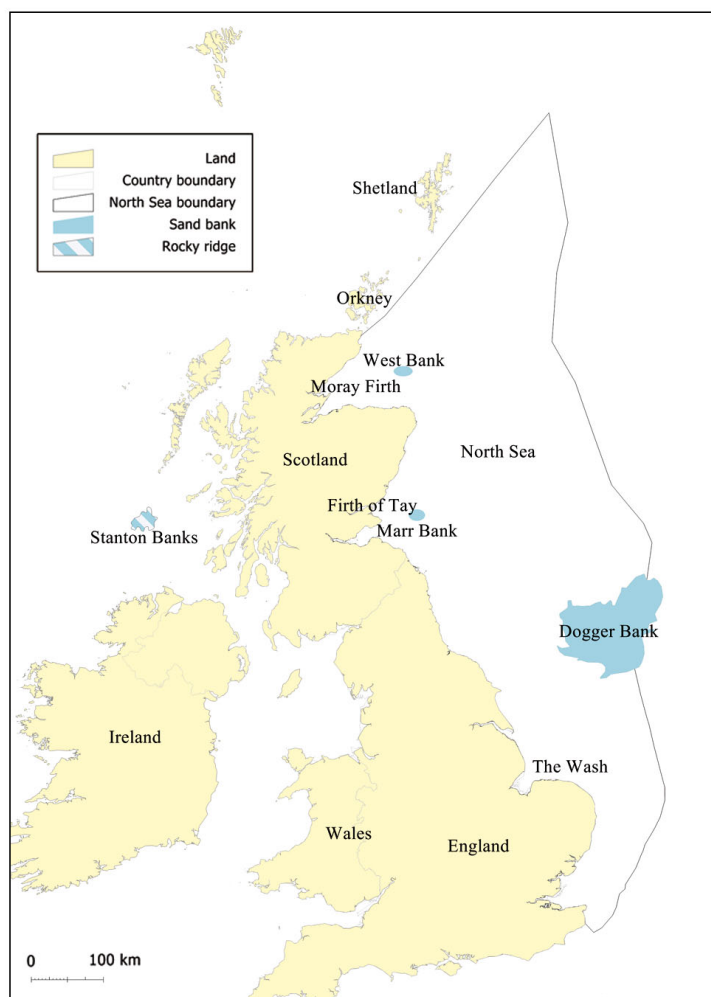 Land
Country boundary
North Sea boundary
Sand bank
Rocky ridge
Shetland
Orkney
West Bank
Moray Firth
North Sea
Scotland
Firth of Tay
Marr Bank
Stanton Banks
Dogger Bank
Ireland
The Wash
Wales
England
0 100 km